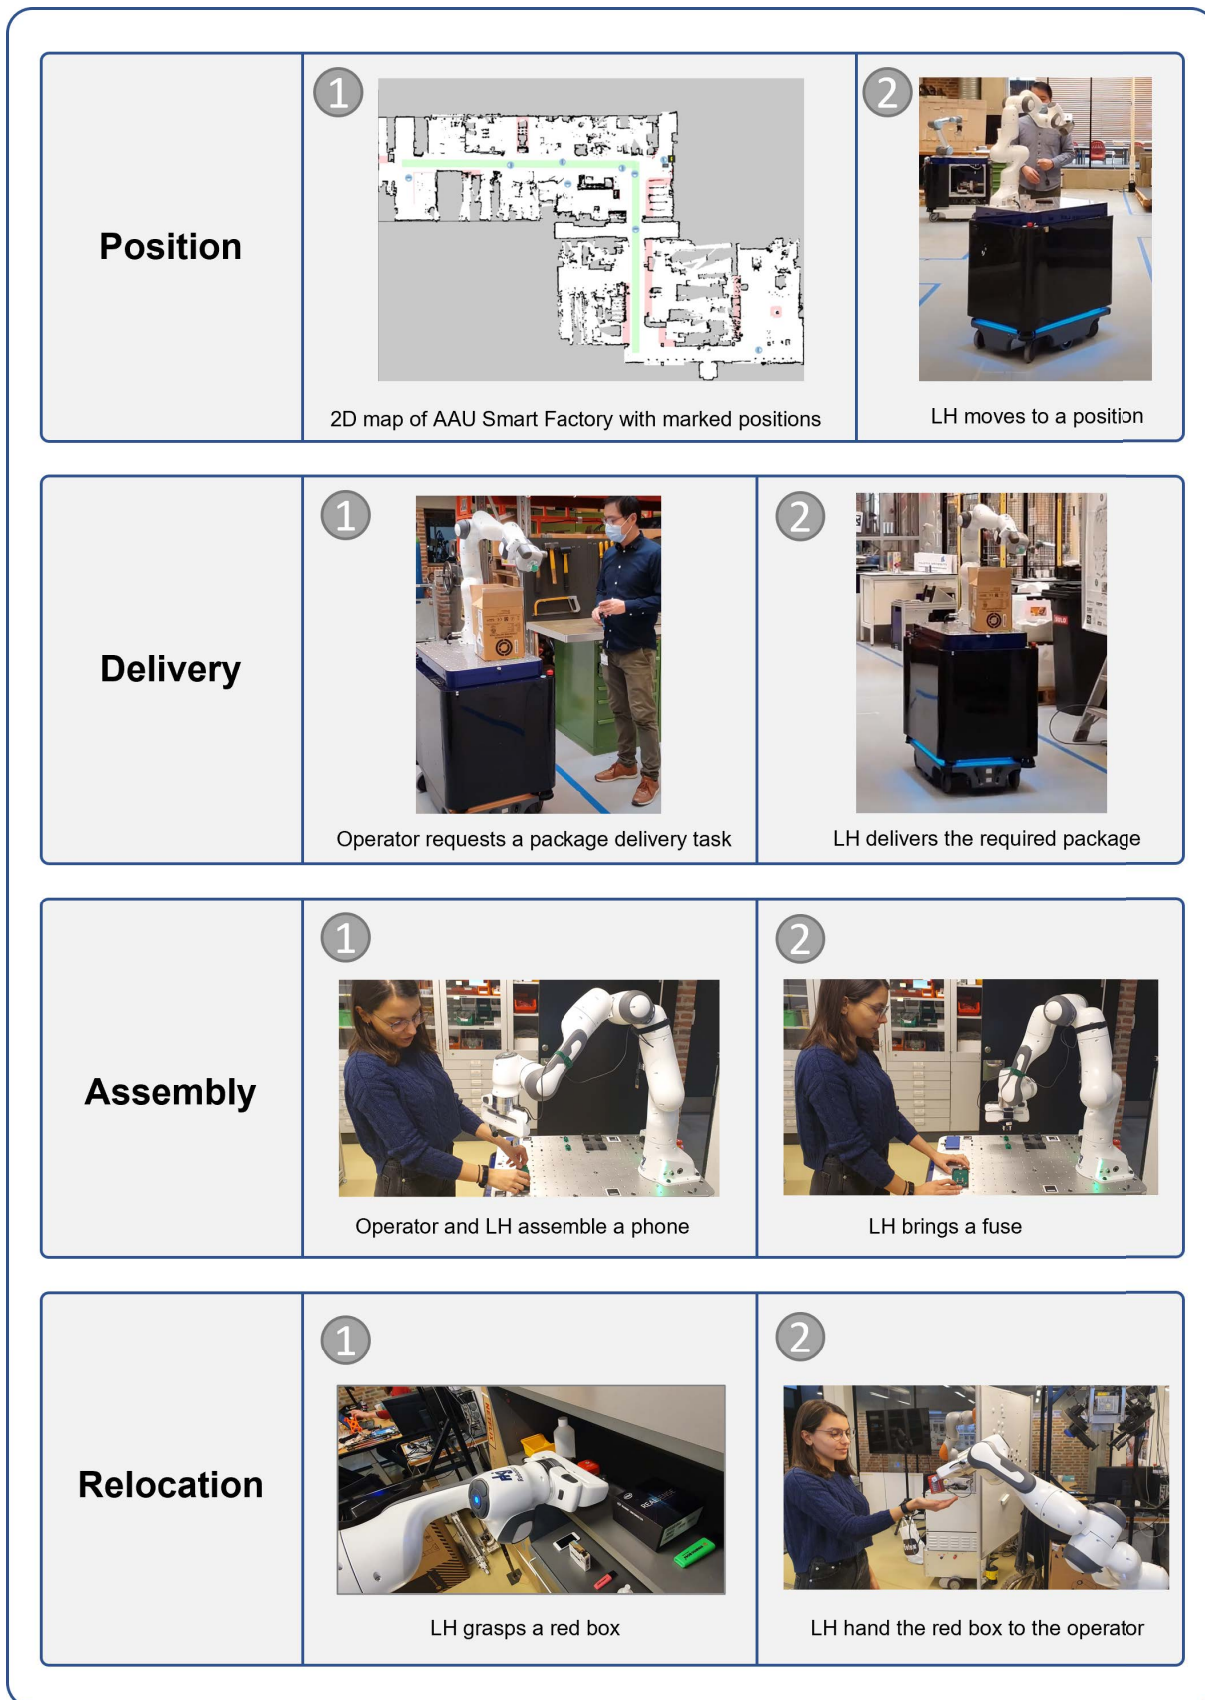 Position
1
2D map of AAU Smart Factory with marked positions
2
LH moves to a position
Delivery
1
Operator requests a package delivery task
2
LH delivers the required package
Assembly
1
Operator and LH assemble a phone
2
LH brings a fuse
Relocation
1
LH grasps a red box
2
LH hand the red box to the operator